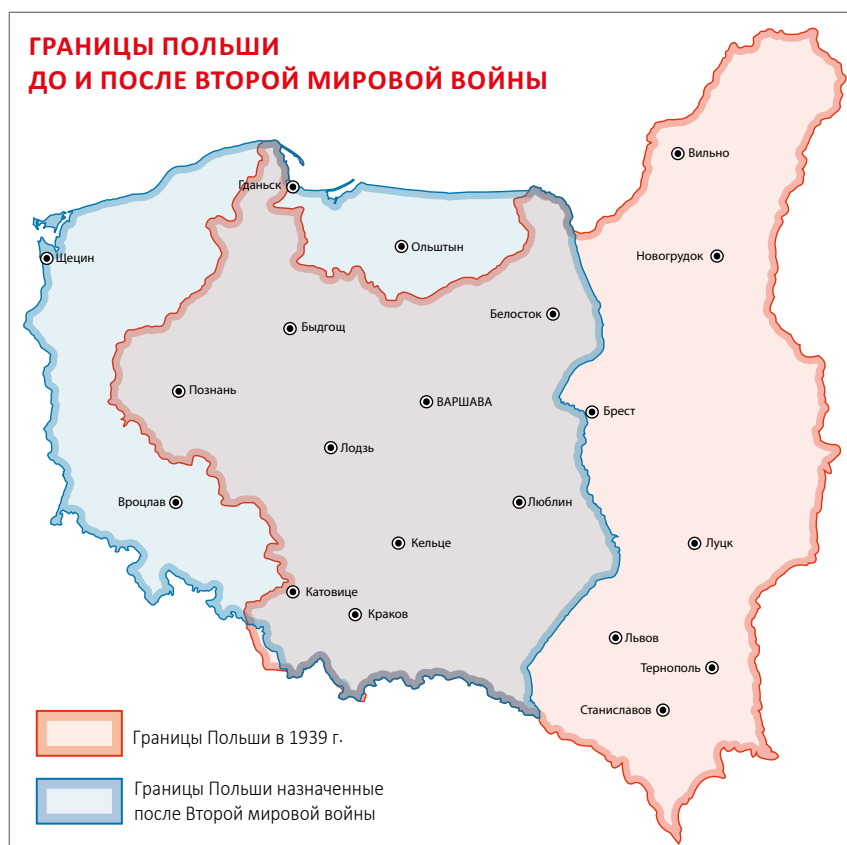 ГРАНИЦЫ ПОЛЬШИ
ДО И ПОСЛЕ ВТОРОЙ МИРОВОЙ ВОЙНЫ
Вильно
Гданьск
Ольштын
Новогрудок
Щецин
Белосток
Быдгощ
Познань
ВАРШАВА
Брест
Лодзь
Вроцлав
Люблин
Кельце
Луцк
Катовице
Краков
Львов
Тернополь
Станиславов
Границы Польши в 1939 г.
Границы Польши назначенные
после Второй мировой войны